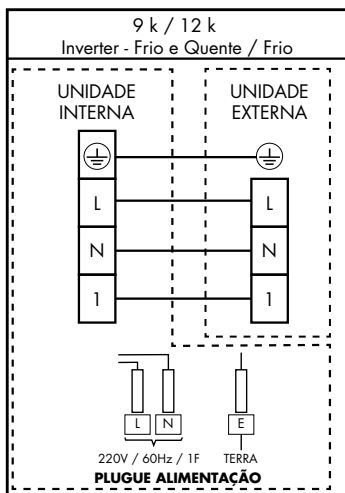 9 k / 12 k
Inverter - Frio e Quente / Frio
UNIDADE INTERNA
UNIDADE EXTERNA
L L
N N
1 1
L N E
220V / 60Hz / 1F TERRA
PLUGUE ALIMENTAÇÃO